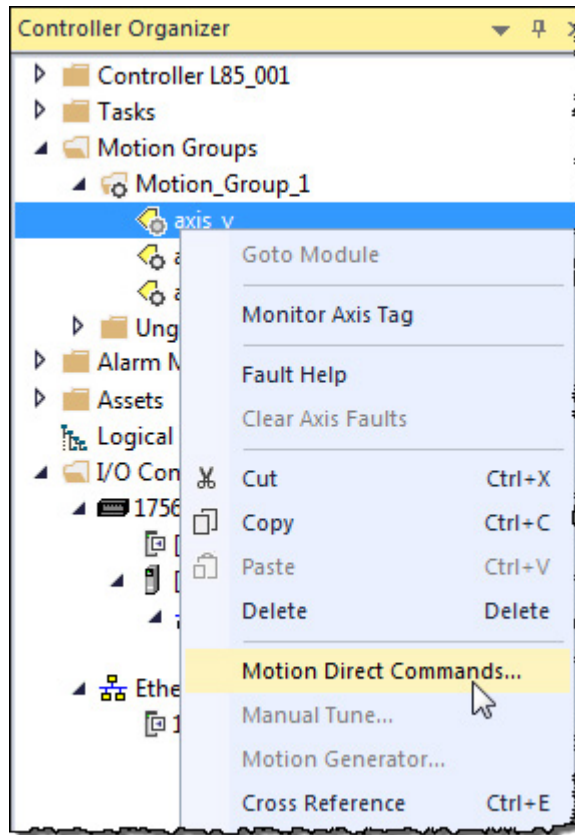 Controller Organizer
Controller L85_001
Tasks
Motion Groups
Motion_Group_1
axis_y
Goto Module
Monitor Axis Tag
Ung
Alarm M
Fault Help
Assets
Clear Axis Faults
Logical
I/O Con
Cut Ctrl+X
1756
Copy Ctrl+C
Paste Ctrl+V
Delete Delete
Motion Direct Commands...
Ethe
Manual Tune...
Motion Generator...
Cross Reference Ctrl+E